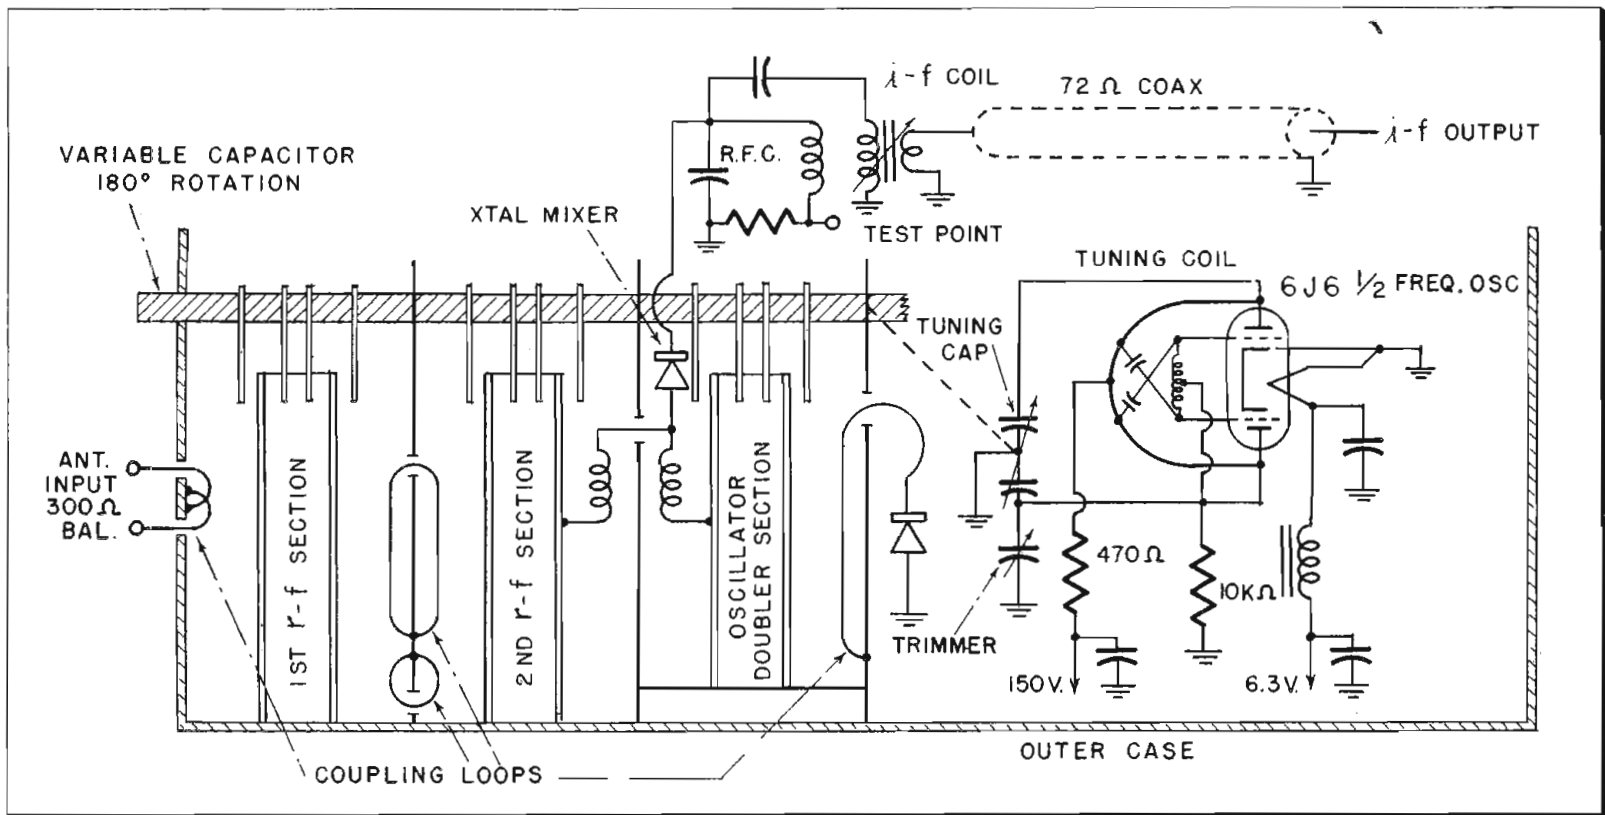 i-f COIL
72 Ω COAX
i-f OUTPUT
VARIABLE CAPACITOR
180° ROTATION
R.F.C.
XTAL MIXER
TEST POINT
TUNING COIL
6J6 1/2 FREQ. OSC
TUNING
CAP
ANT.
INPUT
300Ω
BAL.
1ST r-f SECTION
2ND r-f SECTION
OSCILLATOR
DOUBLER SECTION
470Ω
10KΩ
TRIMMER
150V.
6.3V.
OUTER CASE
COUPLING LOOPS